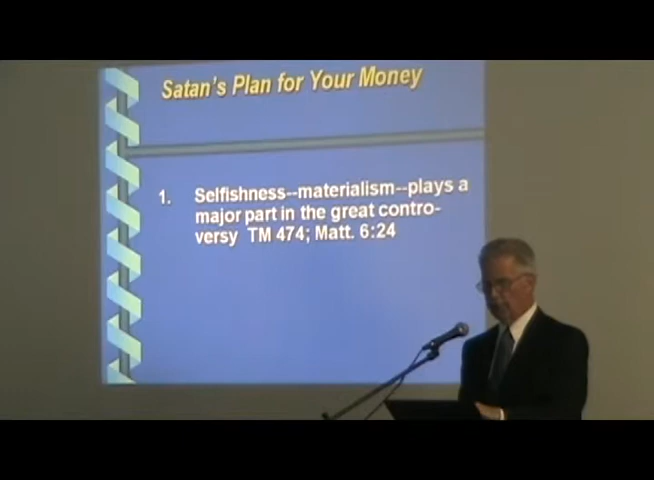 Satan's Plan for Your Money
1. Selfishness--materialism--plays a
major part in the great contro-
versy TM 474; Matt. 6:24